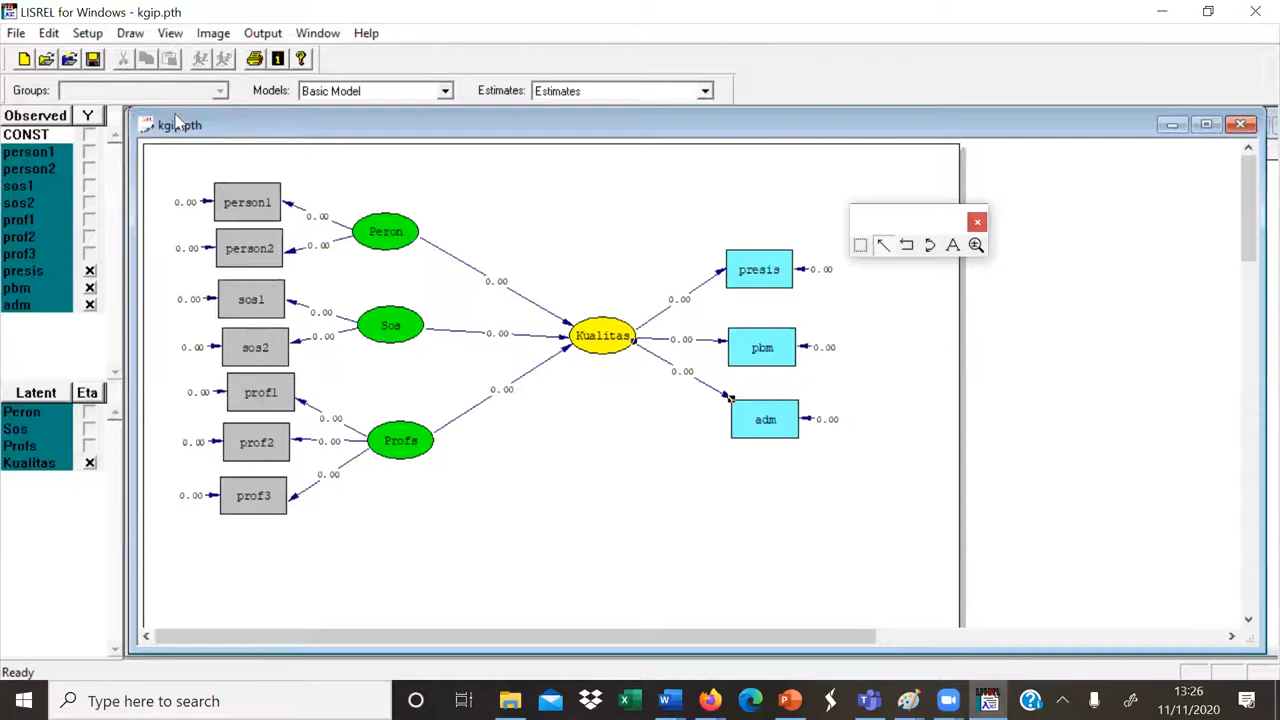 LISREL for Windows - kgip.pth
File Edit Setup Draw View Image Output Window Help
Groups: Models: Basic Model Estimates: Estimates
Observed Y
CONST
person1
person2
sos1
sos2
prof1
prof2
prof3
presis
pbm
adm
Latent Eta
Peron
Sos
Profs
Kualitas
0.00 person1 0.00
0.00 person2 0.00
Peron
0.00 sos1 0.00
0.00 sos2 0.00
Sos
0.00 prof1 0.00
0.00 prof2 0.00
0.00 prof3 0.00
Profs
0.00
0.00
0.00
Kualitas
0.00 presis 0.00
0.00 pbm 0.00
0.00 adm 0.00
Ready
Type here to search
13:26
11/11/2020